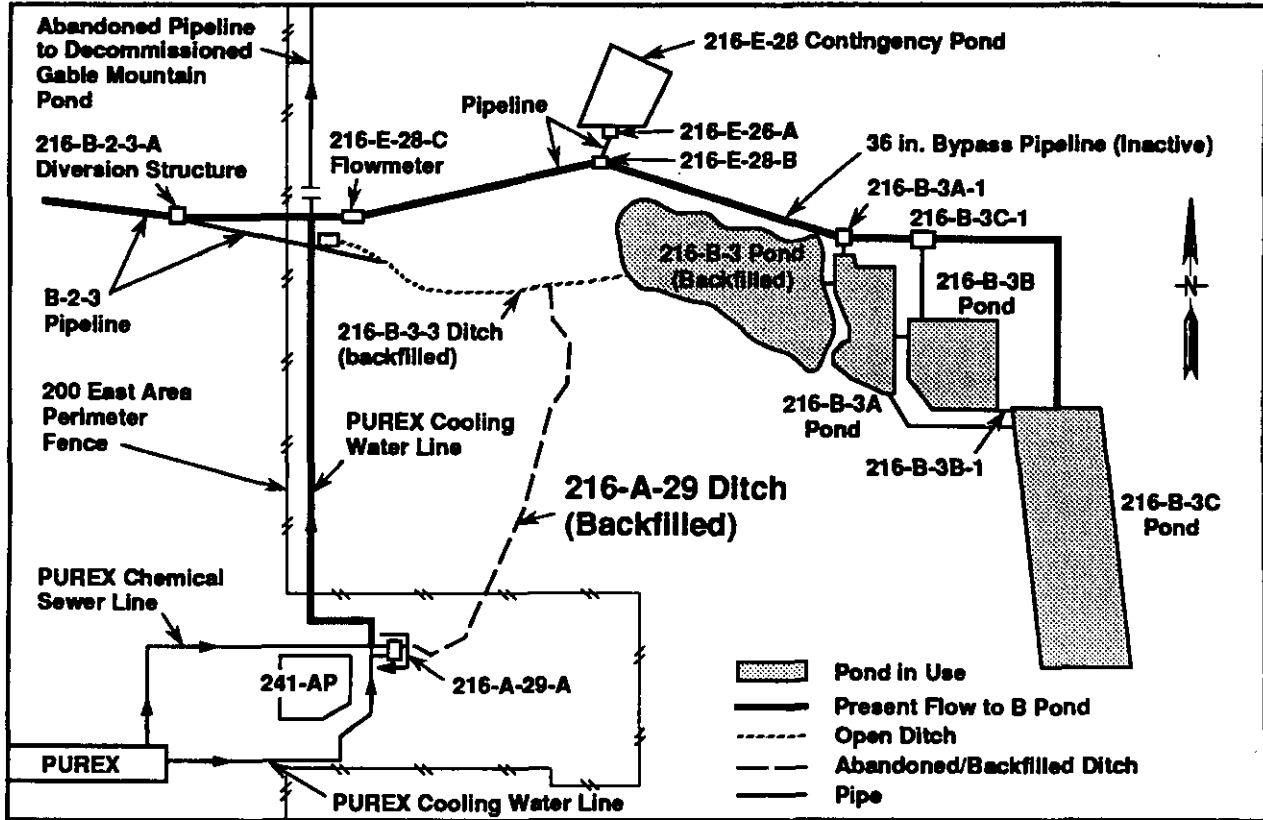 Abandoned Pipeline
to Decommissioned
Gable Mountain
Pond
216-E-28 Contingency Pond
Pipeline
216-E-26-A
216-E-28-B
36 in. Bypass Pipeline (Inactive)
216-B-2-3-A
Diversion Structure
216-E-28-C
Flowmeter
216-B-3A-1
216-B-3C-1
216-B-3 Pond
(Backfilled)
216-B-3B
Pond
N
B-2-3
Pipeline
216-B-3-3 Ditch
(backfilled)
200 East Area
Perimeter
Fence
PUREX Cooling
Water Line
216-B-3A
Pond
216-B-3B-1
216-A-29 Ditch
(Backfilled)
216-B-3C
Pond
PUREX Chemical
Sewer Line
241-AP
216-A-29-A
PUREX
PUREX Cooling Water Line
Pond in Use
Present Flow to B Pond
Open Ditch
Abandoned/Backfilled Ditch
Pipe